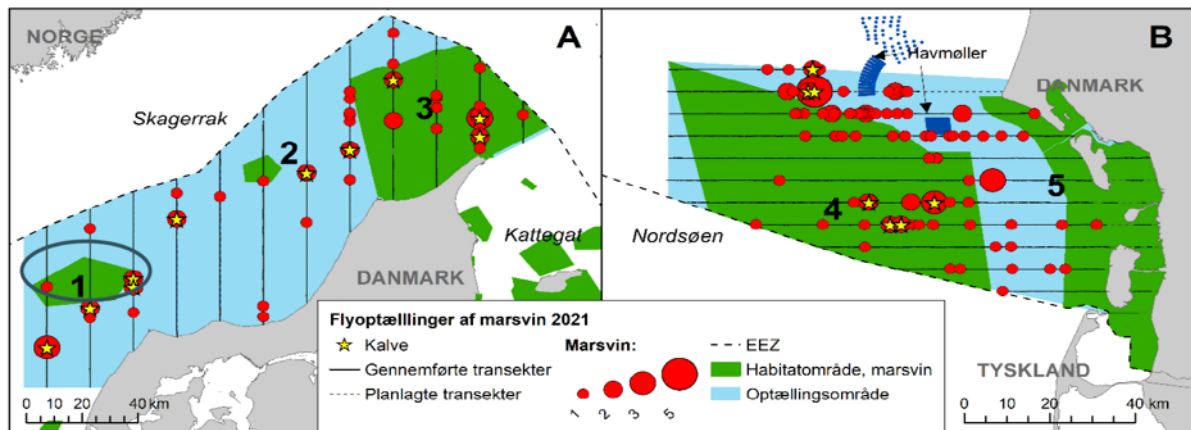 NORGE
A
Skagerrak
3
2
1
Kattegat
DANMARK
0 10 20 40 km
B
Havmøller
DANMARK
5
4
Nordsøen
TYSKLAND
0 10 20 40 km
Flyoptælllinger af marsvin 2021
Kalve
Gennemførte transekter
Planlagte transekter
Marsvin:
1 2 3 5
EEZ
Habitatområde, marsvin
Optællingsområde